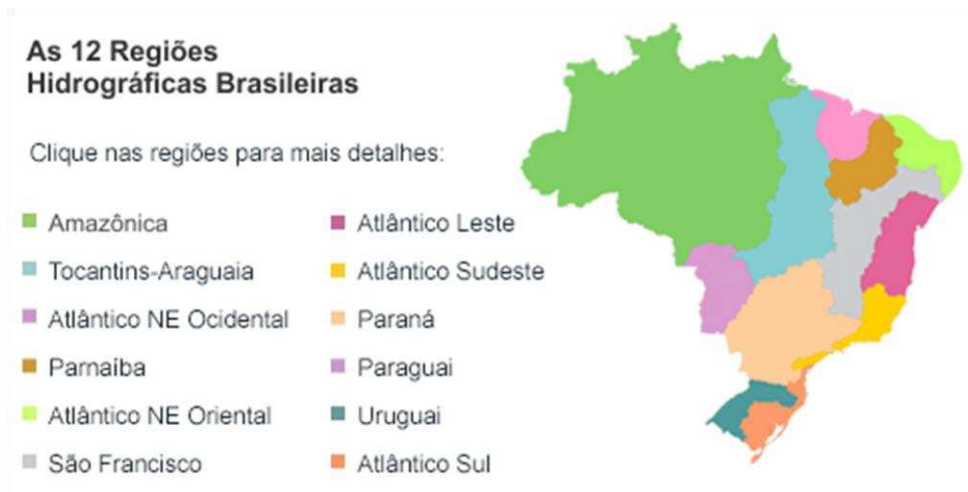 As 12 Regiões
Hidrográficas Brasileiras
Clique nas regiões para mais detalhes:
Amazônica
Tocantins-Araguaia
Atlântico NE Ocidental
Parnaíba
Atlântico NE Oriental
São Francisco
Atlântico Leste
Atlântico Sudeste
Paraná
Paraguai
Uruguai
Atlântico Sul